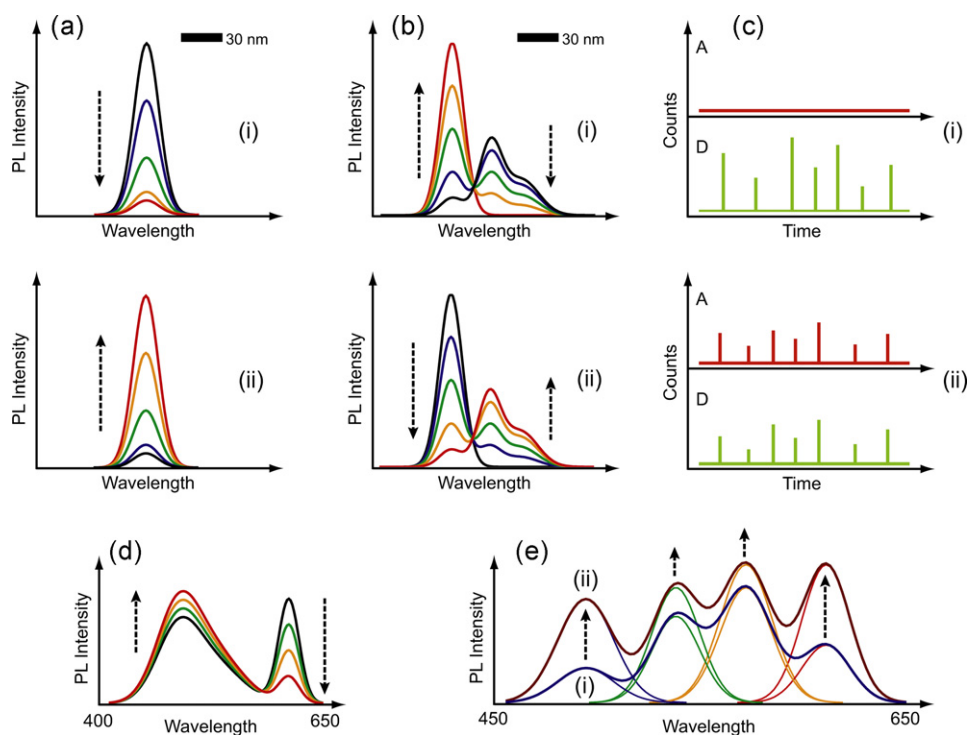 (a)
30 nm
PL Intensity
(i)
Wavelength
(b)
30 nm
PL Intensity
(i)
Wavelength
(c)
A
D
Counts
(i)
Time
PL Intensity
(ii)
Wavelength
PL Intensity
(ii)
Wavelength
A
D
Counts
(ii)
Time
(d)
PL Intensity
400
Wavelength
650
(e)
PL Intensity
(ii)
(i)
450
Wavelength
650